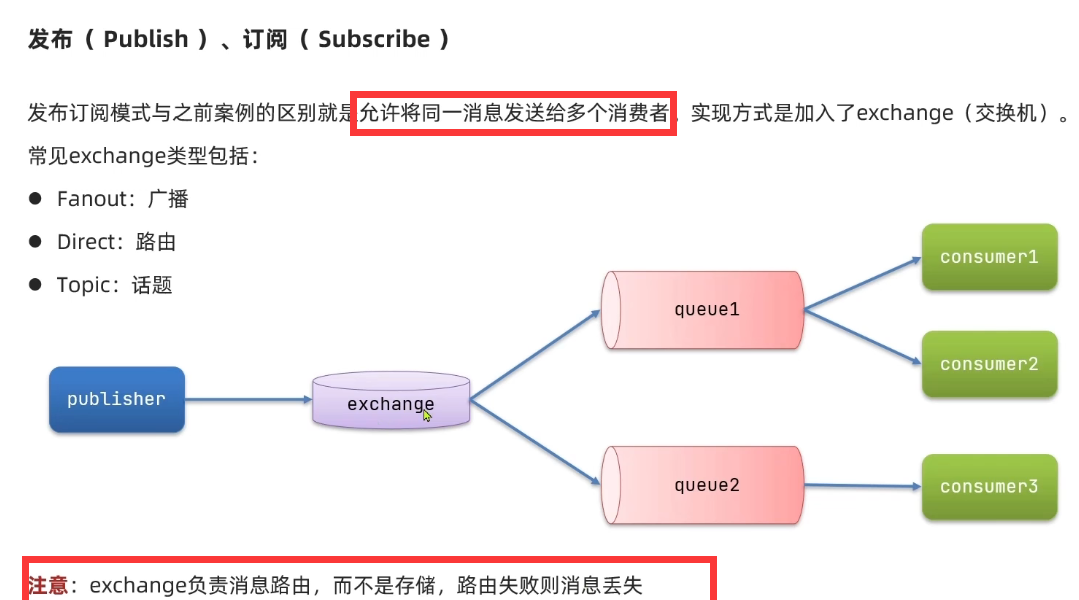 发布（ Publish ）、订阅（ Subscribe ）
发布订阅模式与之前案例的区别就是允许将同一消息发送给多个消费者。实现方式是加入了exchange（交换机）。
常见exchange类型包括：
● Fanout：广播
● Direct：路由
● Topic：话题
consumer1
queue1
consumer2
publisher
exchange
queue2
consumer3
注意：exchange负责消息路由，而不是存储，路由失败则消息丢失